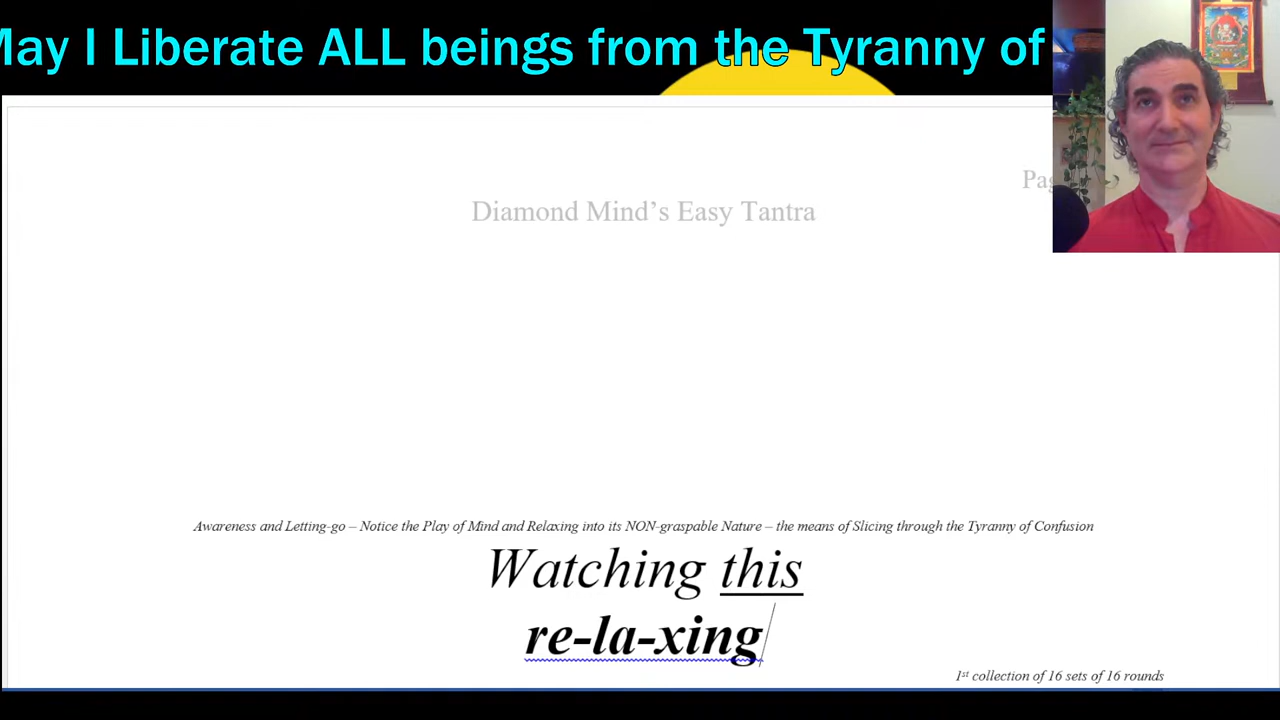 May I Liberate ALL beings from the Tyranny of
Diamond Mind’s Easy Tantra
Awareness and Letting-go – Notice the Play of Mind and Relaxing into its NON-graspable Nature – the means of Slicing through the Tyranny of Confusion
Watching this
re-la-xing
1st collection of 16 sets of 16 rounds